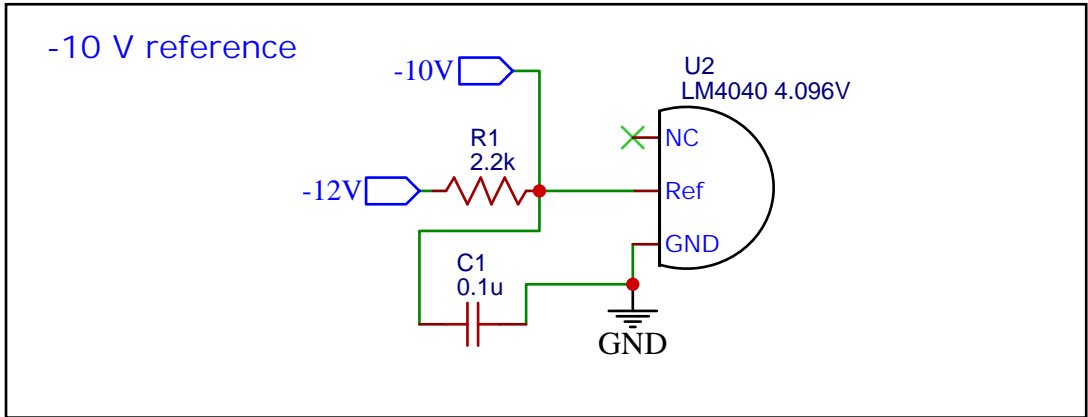 -10 V reference
-10V
U2
LM4040 4.096V
NC
R1
2.2k
-12V
Ref
GND
C1
0.1u
GND